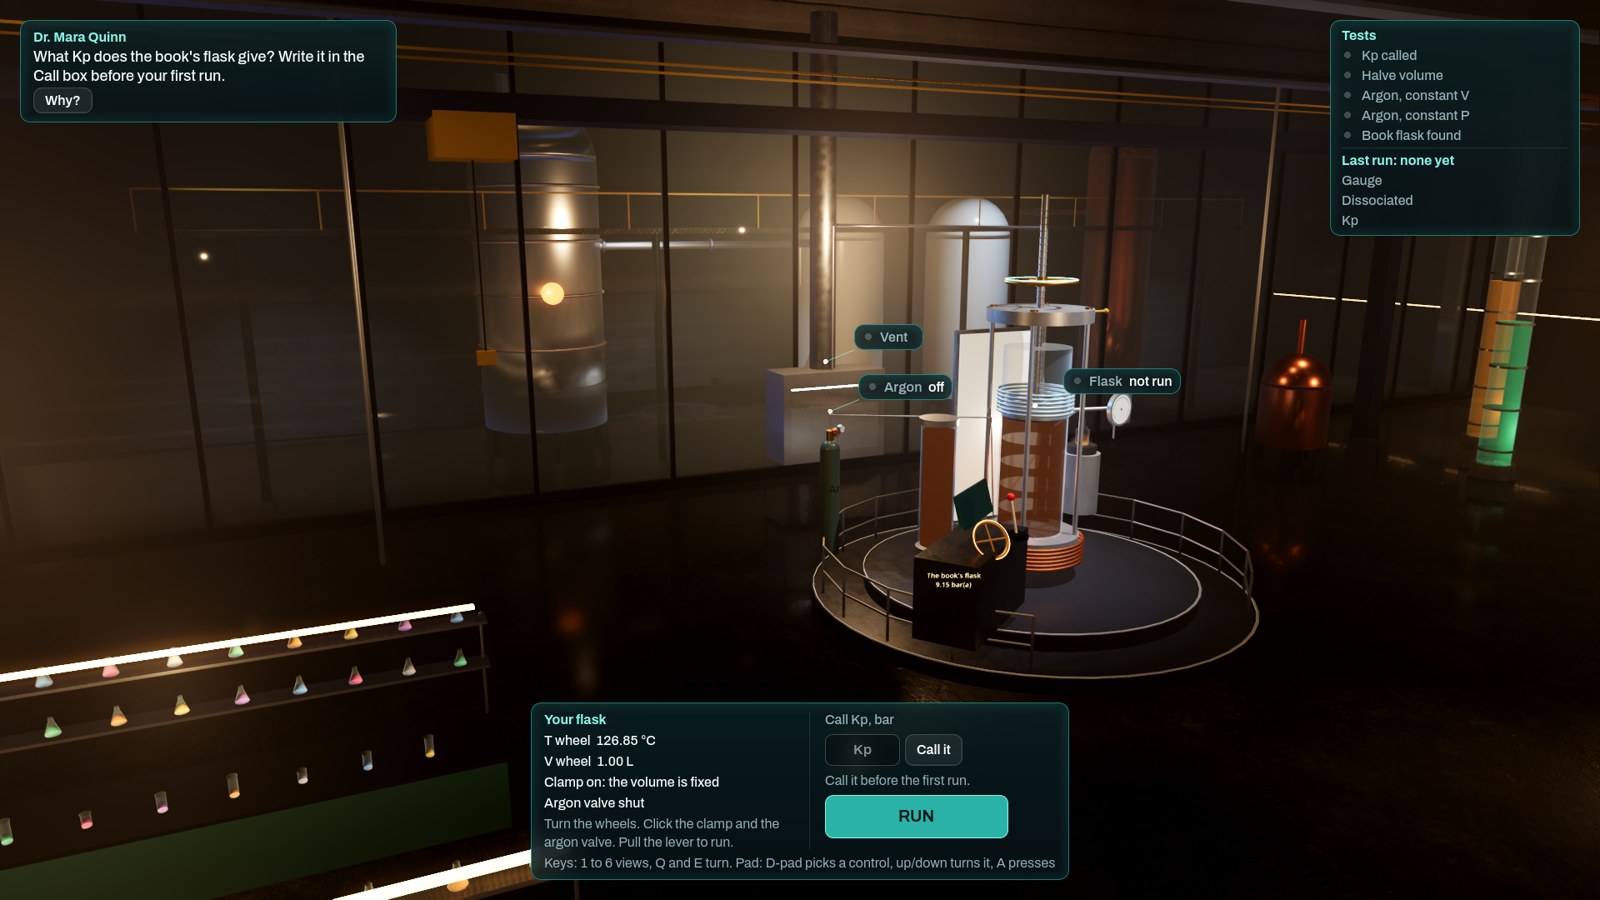 Dr. Mara Quinn
What Kp does the book's flask give? Write it in the
Call box before your first run.
Why?
Tests
Kp called
Halve volume
Argon, constant V
Argon, constant P
Book flask found
Last run: none yet
Gauge
Dissociated
Kp
Vent
Argon off
Flask not run
Ar
The book's flask
9.15 bar(a)
Your flask
T wheel 126.85 °C
V wheel 1.00 L
Clamp on: the volume is fixed
Argon valve shut
Turn the wheels. Click the clamp and the
argon valve. Pull the lever to run.
Call Kp, bar
Kp
Call it
Call it before the first run.
RUN
Keys: 1 to 6 views, Q and E turn. Pad: D-pad picks a control, up/down turns it, A presses